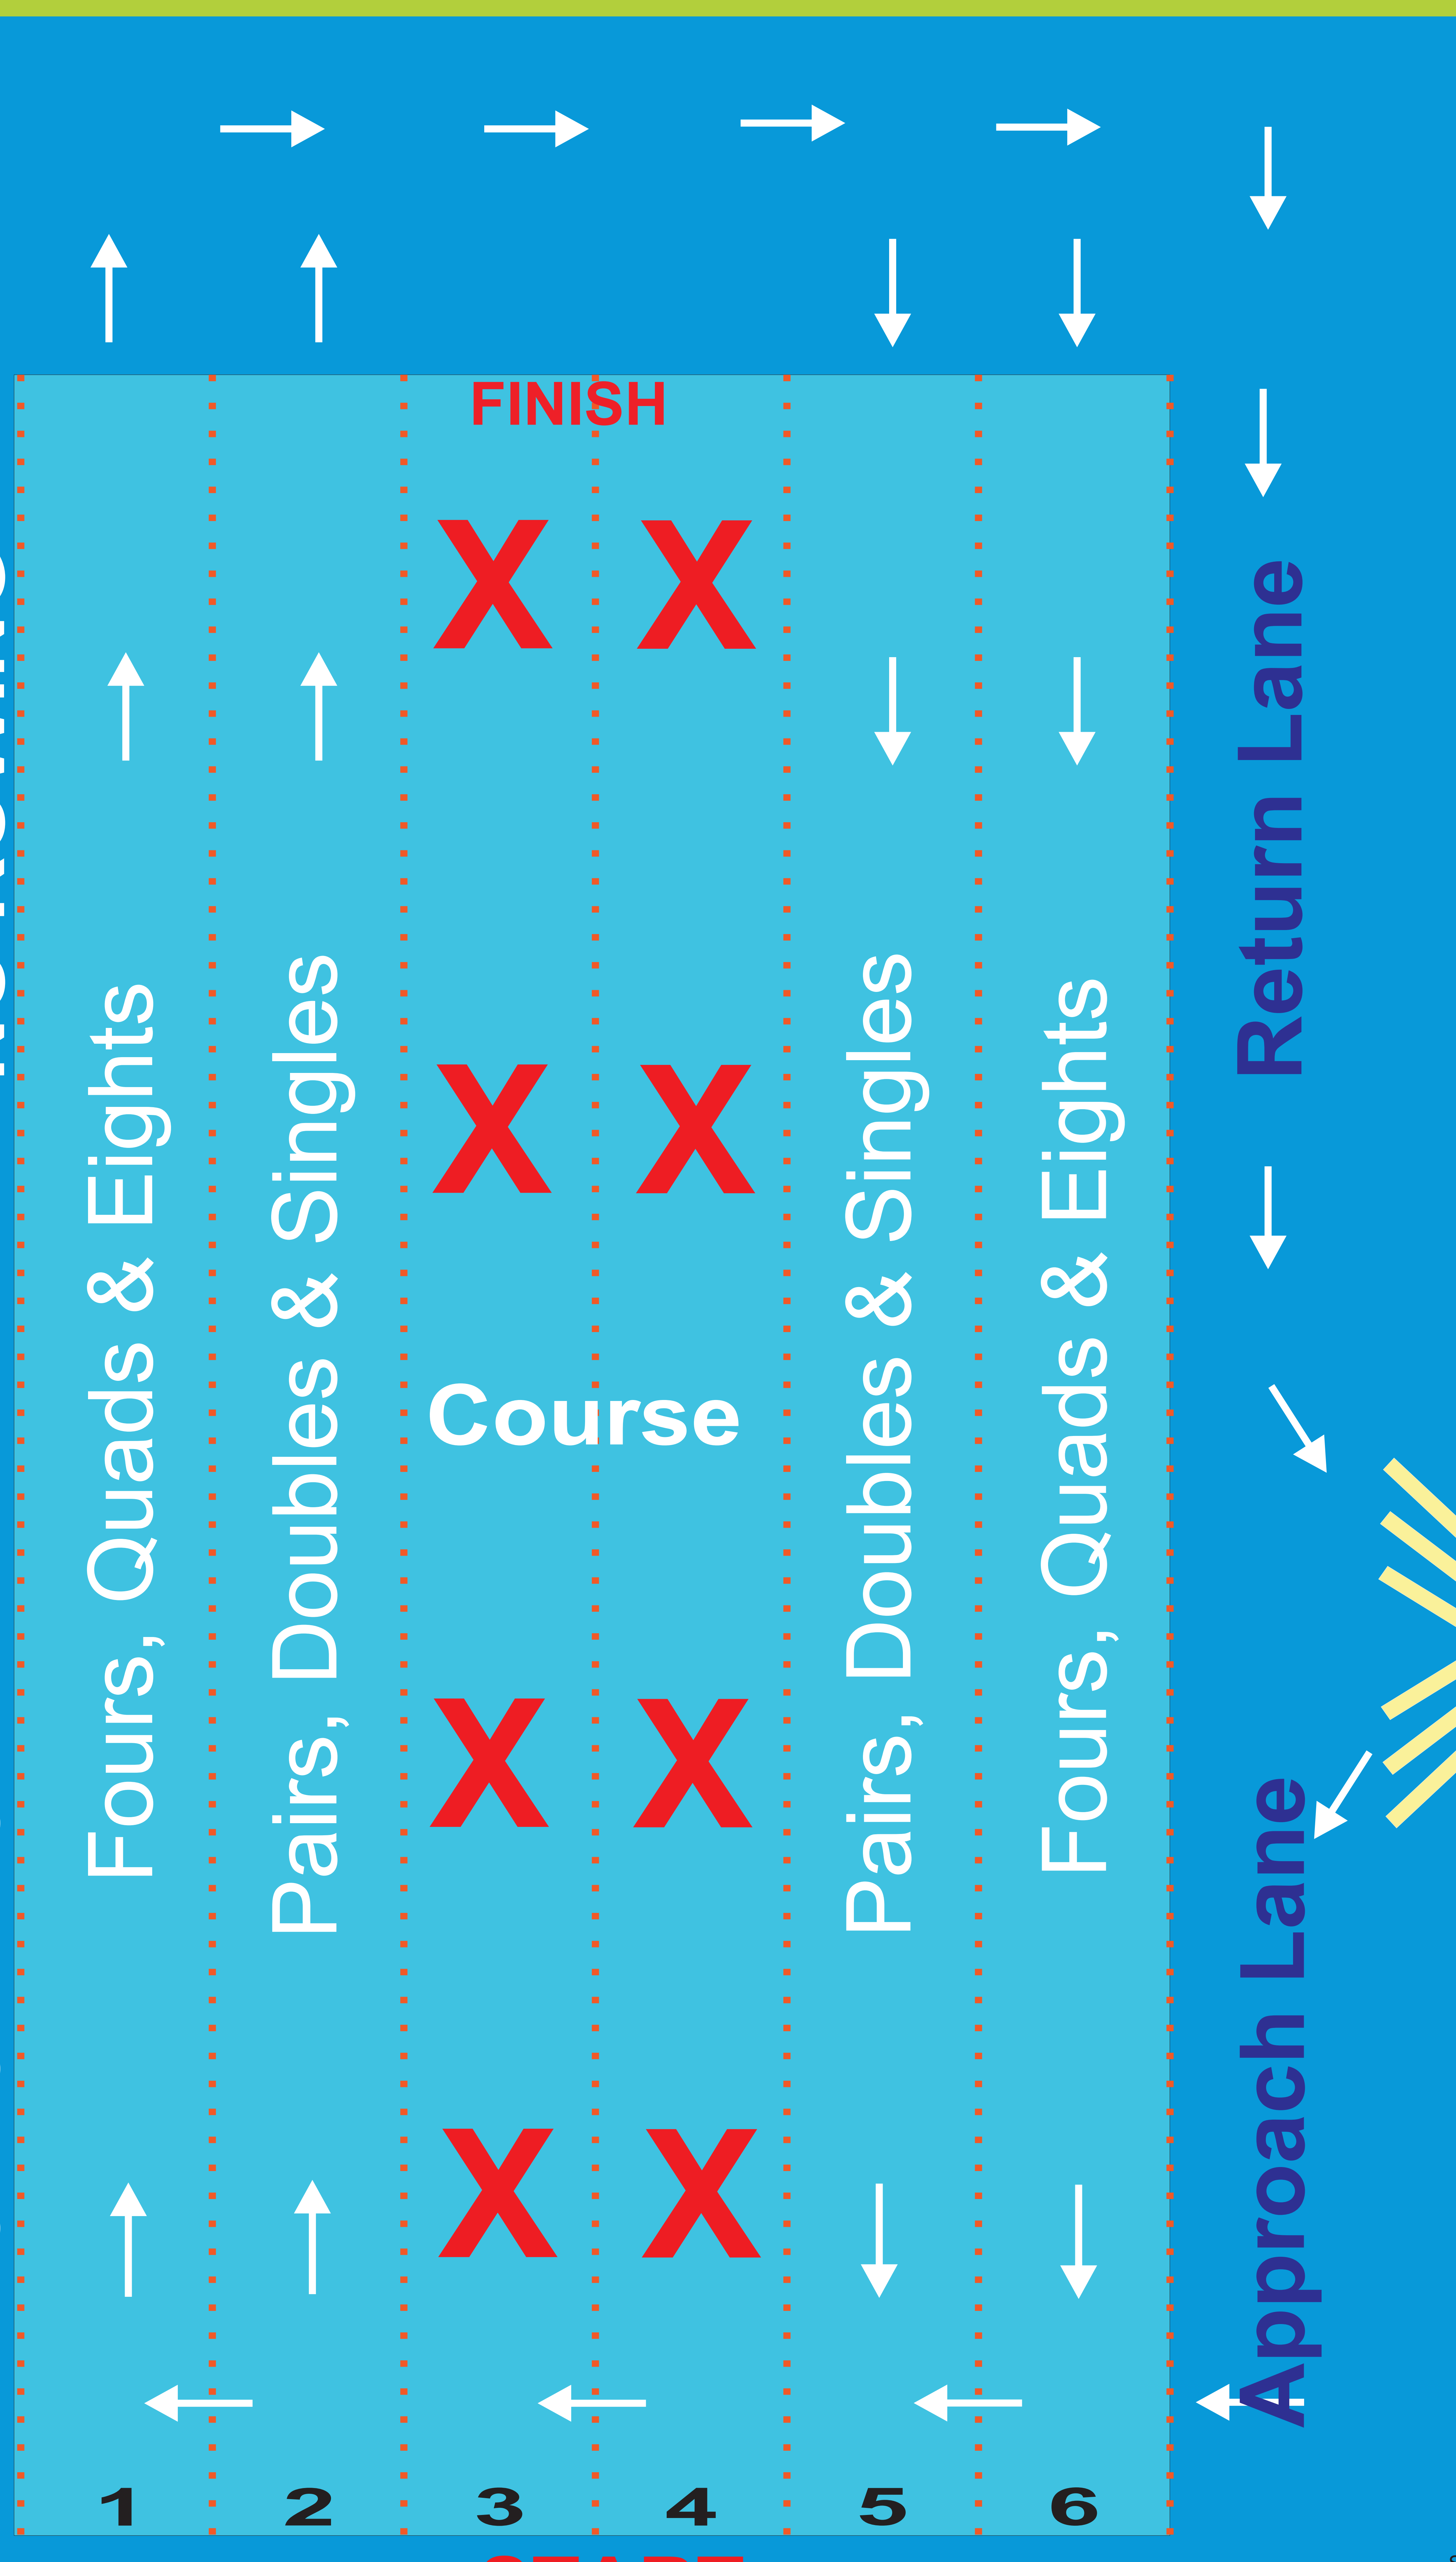 FINISH
X X
X X
Fours, Quads & Eights
Pairs, Doubles & Singles
Course
Pairs, Doubles & Singles
Fours, Quads & Eights
Return Lane
X X
X X
Approach Lane
1 2 3 4 5 6
START